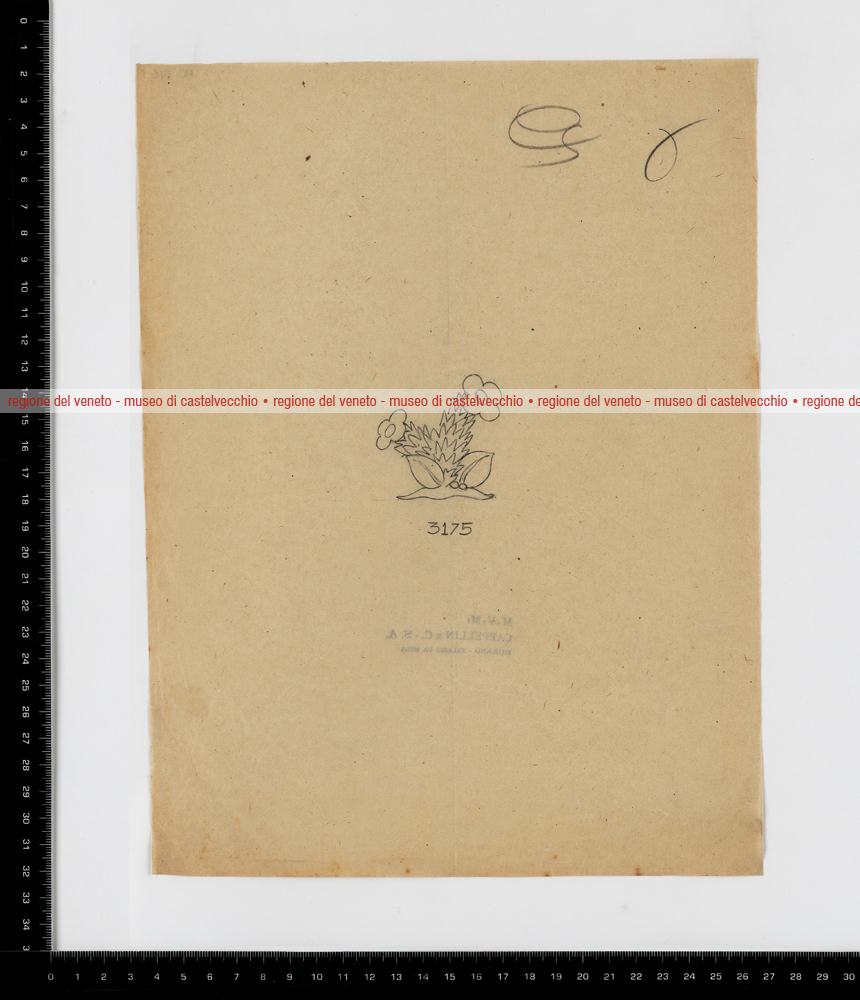 regione del veneto - museo di castelvecchio • regione del veneto - museo di castelvecchio • regione del veneto - museo di castelvecchio • regione de
3175
M.V.M.
CAPPELLIN & C. - S. A.
MURANO - PALAZZO DA MULA
0 1 2 3 4 5 6 7 8 9 10 11 12 13 14 15 16 17 18 19 20 21 22 23 24 25 26 27 28 29 30 31 32 33 34 3
0 1 2 3 4 5 6 7 8 9 10 11 12 13 14 15 16 17 18 19 20 21 22 23 24 25 26 27 28 29 30